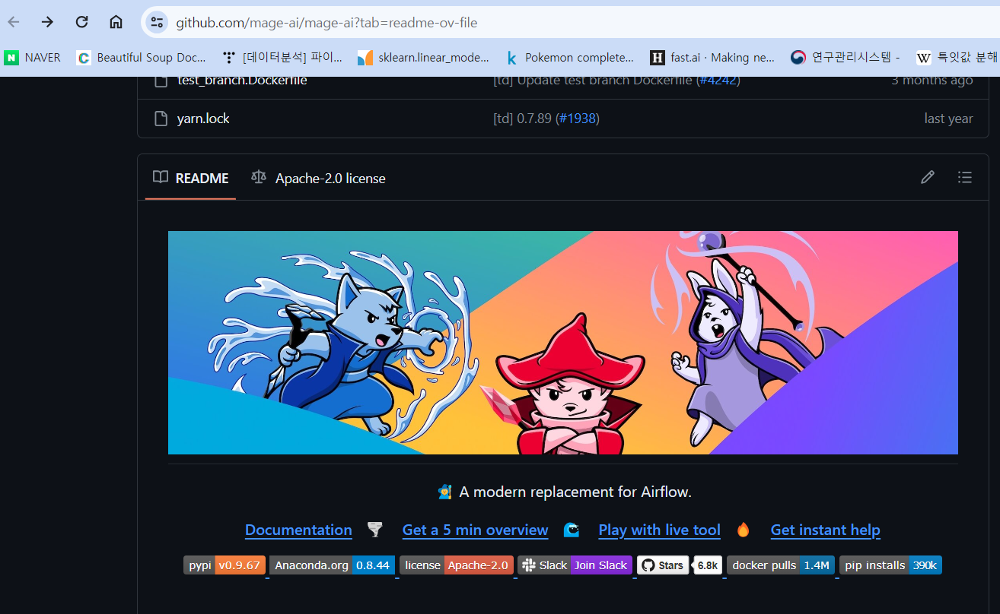 github.com/mage-ai/mage-ai?tab=readme-ov-file
N NAVER C Beautiful Soup Doc... [데이터분석] 파이... sklearn.linear_mode... k Pokemon complete... H fast.ai · Making ne... 연구관리시스템 - W 특잇값 분해
test_branch.Dockerfile [td] Update test branch Dockerfile (#4242) 3 months ago
yarn.lock [td] 0.7.89 (#1938) last year
README Apache-2.0 license
A modern replacement for Airflow.
Documentation Get a 5 min overview Play with live tool Get instant help
pypi v0.9.67 Anaconda.org 0.8.44 license Apache-2.0 Slack Join Slack Stars 6.8k docker pulls 1.4M pip installs 390k